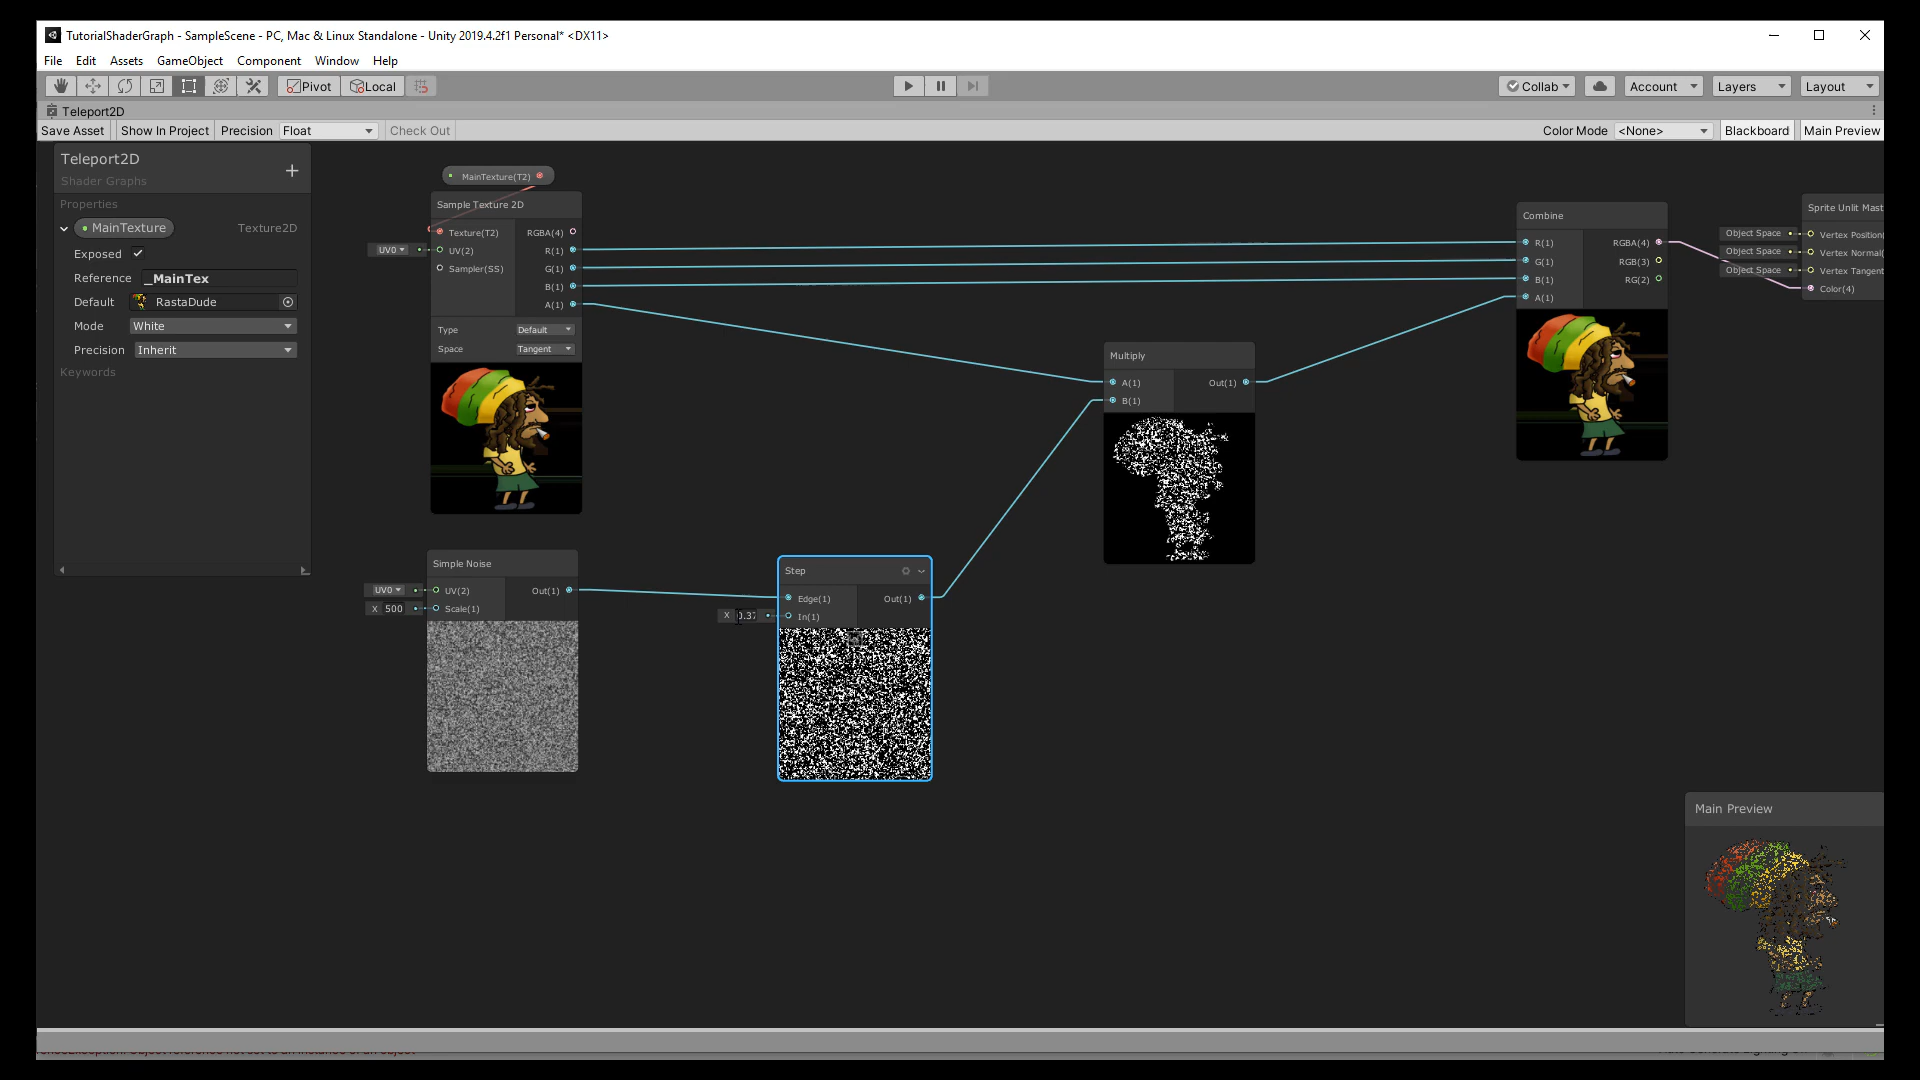 TutorialShaderGraph - SampleScene - PC, Mac & Linux Standalone - Unity 2019.4.2f1 Personal* <DX11>
File Edit Assets GameObject Component Window Help
Pivot Local Collab Account Layers Layout
Teleport2D
Save Asset Show In Project Precision Float Check Out Color Mode <None> Blackboard Main Preview
Teleport2D
Shader Graphs
Properties
MainTexture Texture2D
Exposed
Reference _MainTex
Default RastaDude
Mode White
Precision Inherit
Keywords
MainTexture(T2)
Sample Texture 2D
Texture(T2) RGBA(4)
UV0 UV(2) R(1)
Sampler(SS) G(1)
B(1)
A(1)
Type Default
Space Tangent
Simple Noise
UV0 UV(2) Out(1)
X 500 Scale(1)
Step
Edge(1) Out(1)
X 0.37 In(1)
Multiply
A(1) Out(1)
B(1)
Combine
R(1) RGBA(4)
G(1) RGB(3)
B(1) RG(2)
A(1)
Sprite Unlit Mast
Object Space Vertex Position(
Object Space Vertex Normal(
Object Space Vertex Tangent
Color(4)
Main Preview